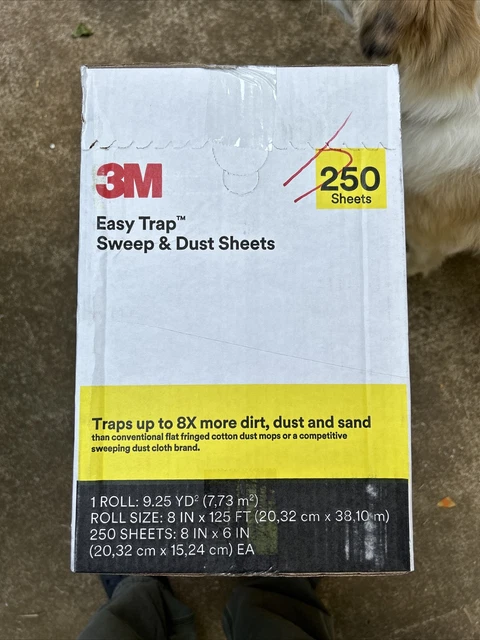 3M
250
Sheets
Easy Trap™
Sweep & Dust Sheets
Traps up to 8X more dirt, dust and sand
than conventional flat fringed cotton dust mops or a competitive
sweeping dust cloth brand.
1 ROLL: 9.25 YD² (7,73 m²)
ROLL SIZE: 8 IN x 125 FT (20,32 cm x 38,10 m)
250 SHEETS: 8 IN x 6 IN
(20,32 cm x 15,24 cm) EA